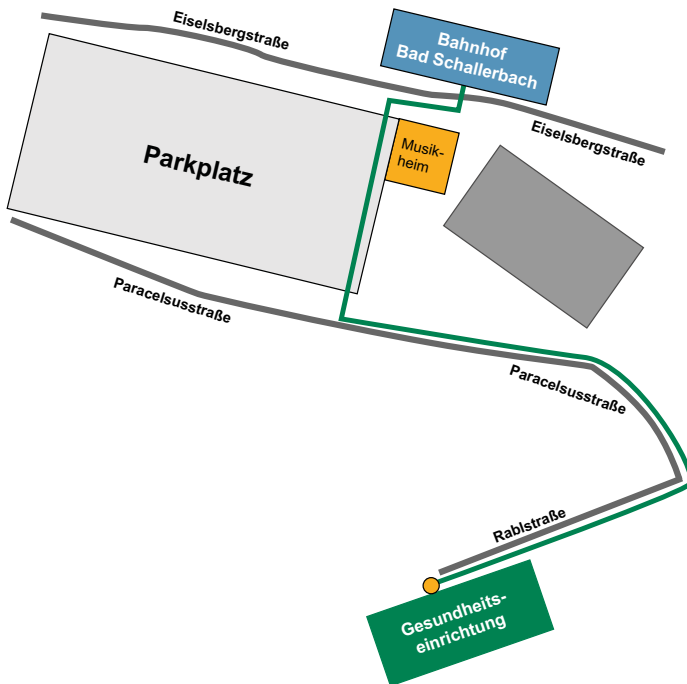 Eiselsbergstraße
Bahnhof
Bad Schallerbach
Eiselsbergstraße
Musik-
heim
Parkplatz
Paracelsusstraße
Paracelsusstraße
Rablstraße
Gesundheits-
einrichtung